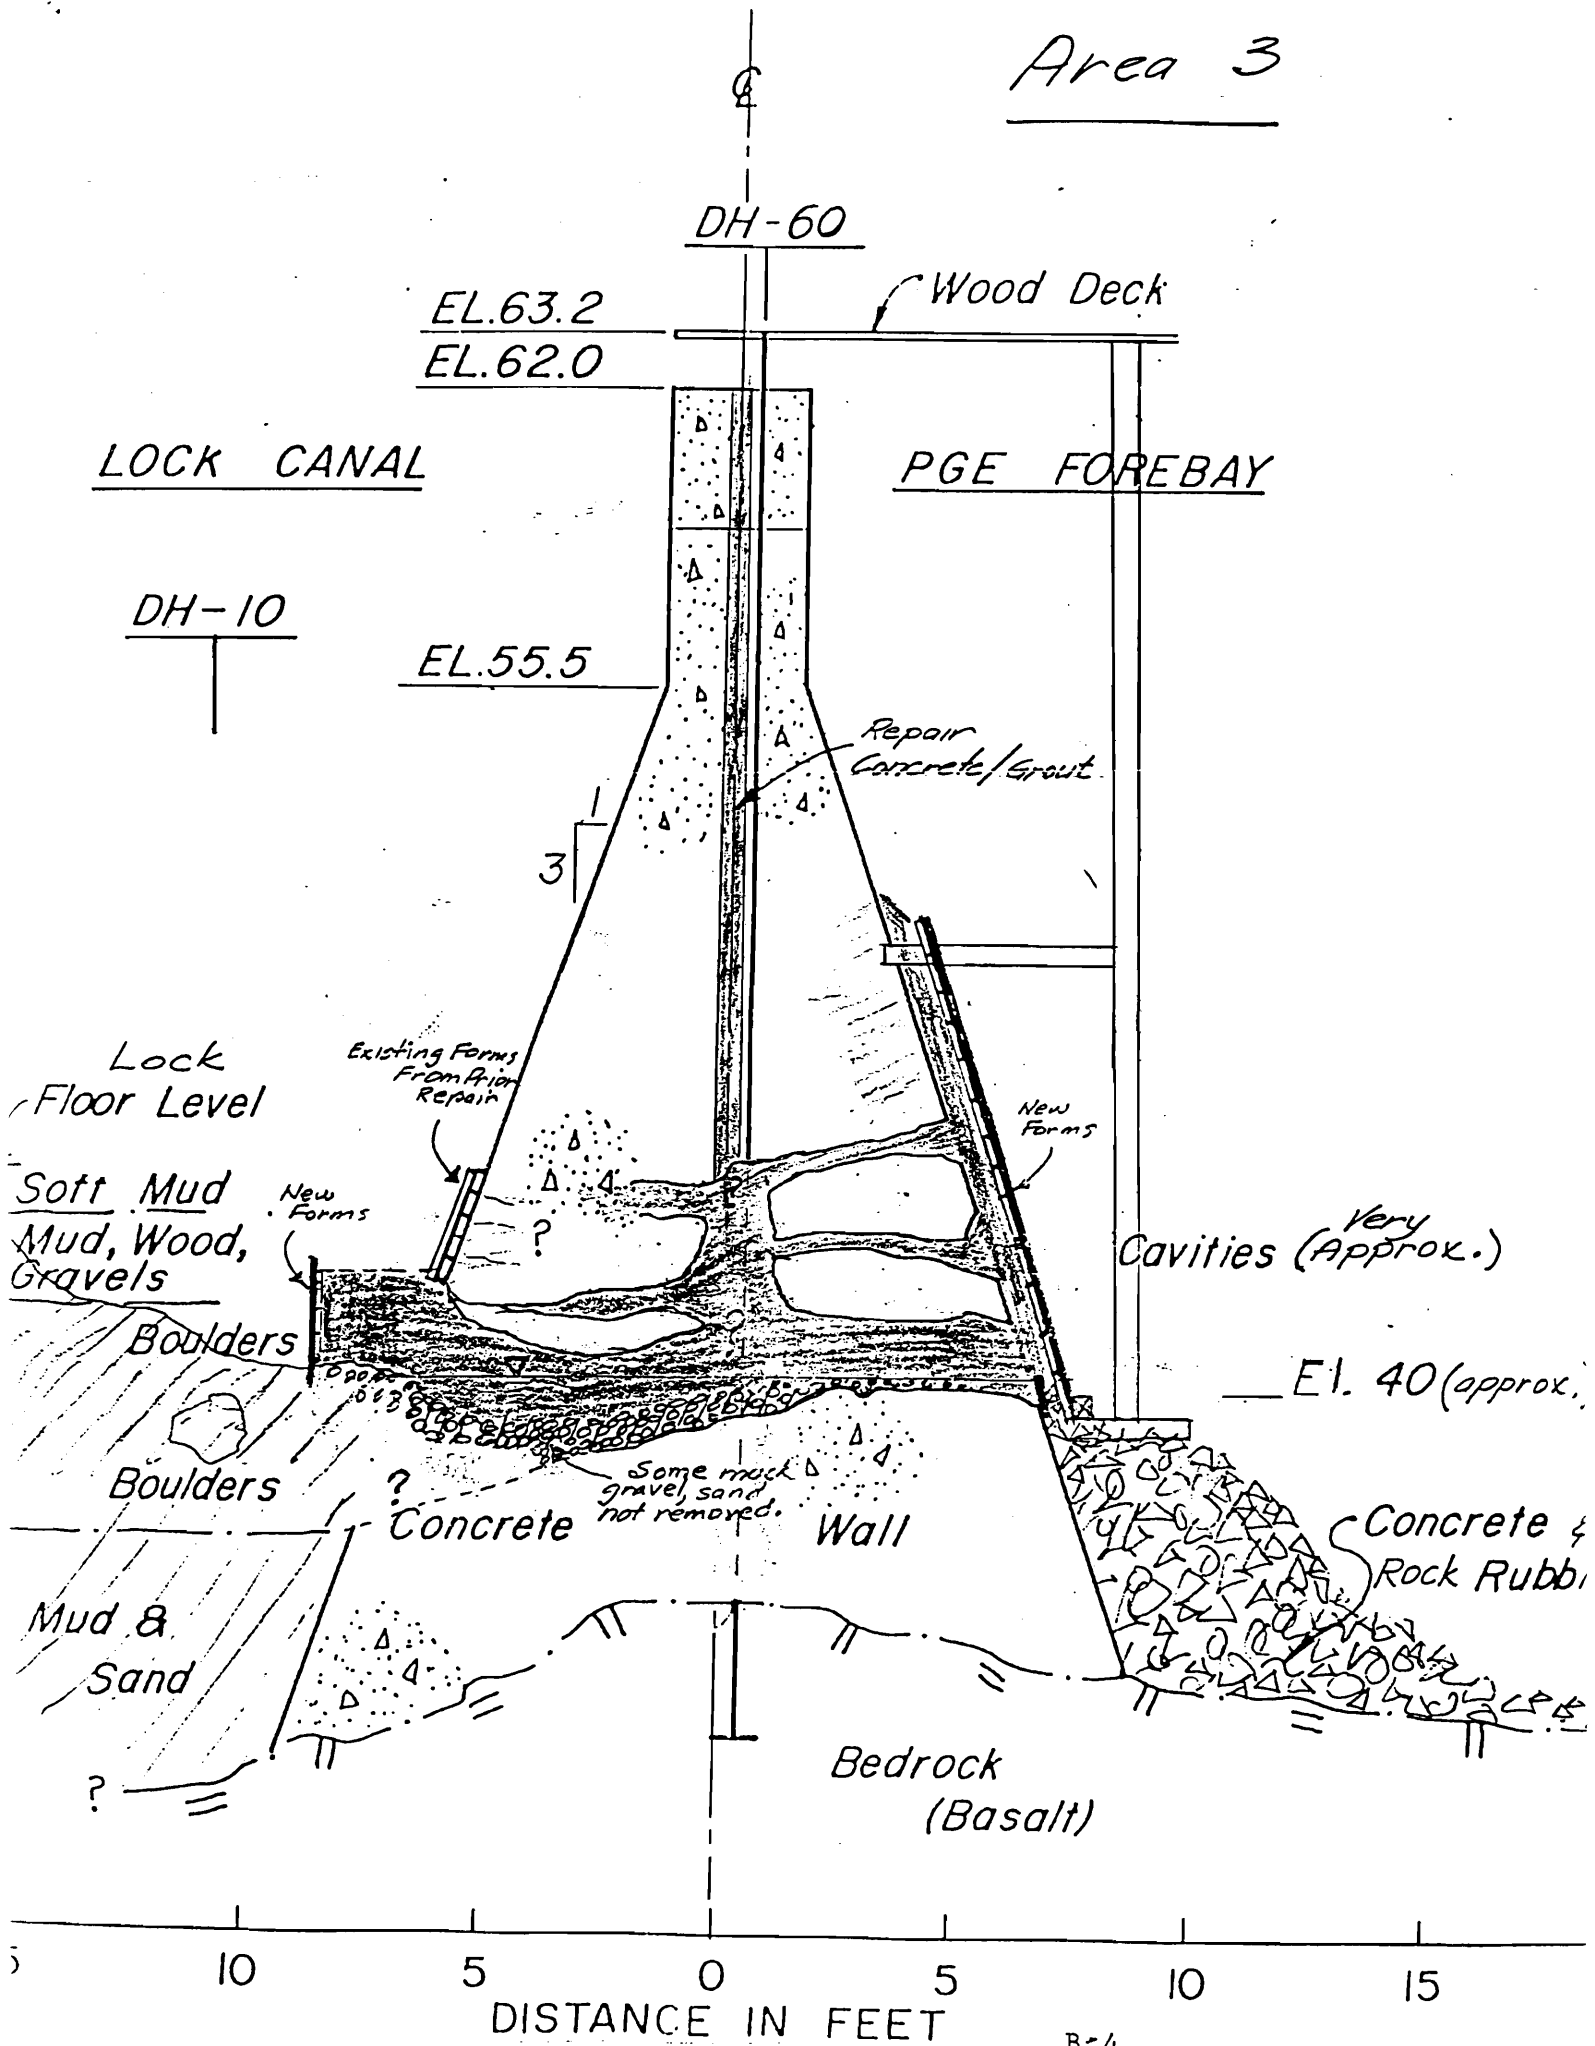 Area 3
DH-60
Wood Deck
EL.63.2
EL.62.0
LOCK CANAL
PGE FOREBAY
DH-10
EL.55.5
Repair
Concrete/Grout
1
3
Existing Forms
From Prior
Repair
Lock
Floor Level
New
Forms
Soft Mud
New
Forms
Mud, Wood,
Gravels
?
?
Very
Cavities (Approx.)
Boulders
El. 40 (approx.
Boulders
?
Some muck
gravel, sand
not removed.
Concrete
Wall
Concrete &
Rock Rubbl
Mud &
Sand
?
Bedrock
(Basalt)
10 5 0 5 10 15
DISTANCE IN FEET
B-4